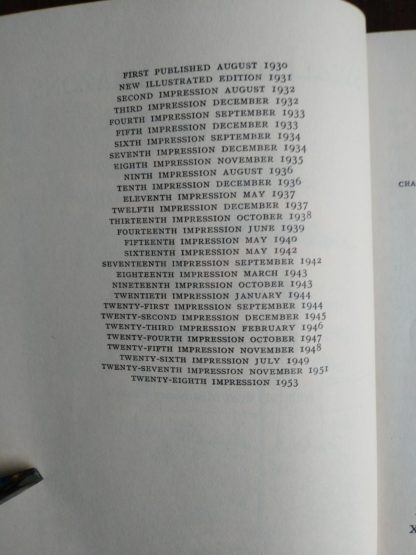 FIRST PUBLISHED AUGUST 1930
NEW ILLUSTRATED EDITION 1931
SECOND IMPRESSION AUGUST 1932
THIRD IMPRESSION DECEMBER 1932
FOURTH IMPRESSION SEPTEMBER 1933
FIFTH IMPRESSION DECEMBER 1933
SIXTH IMPRESSION SEPTEMBER 1934
SEVENTH IMPRESSION DECEMBER 1934
EIGHTH IMPRESSION NOVEMBER 1935
NINTH IMPRESSION AUGUST 1936
TENTH IMPRESSION DECEMBER 1936
ELEVENTH IMPRESSION MAY 1937
TWELFTH IMPRESSION DECEMBER 1937
THIRTEENTH IMPRESSION OCTOBER 1938
FOURTEENTH IMPRESSION JUNE 1939
FIFTEENTH IMPRESSION MAY 1940
SIXTEENTH IMPRESSION MAY 1942
SEVENTEENTH IMPRESSION SEPTEMBER 1942
EIGHTEENTH IMPRESSION MARCH 1943
NINETEENTH IMPRESSION OCTOBER 1943
TWENTIETH IMPRESSION JANUARY 1944
TWENTY-FIRST IMPRESSION SEPTEMBER 1944
TWENTY-SECOND IMPRESSION DECEMBER 1945
TWENTY-THIRD IMPRESSION FEBRUARY 1946
TWENTY-FOURTH IMPRESSION OCTOBER 1947
TWENTY-FIFTH IMPRESSION NOVEMBER 1948
TWENTY-SIXTH IMPRESSION JULY 1949
TWENTY-SEVENTH IMPRESSION NOVEMBER 1951
TWENTY-EIGHTH IMPRESSION 1953
CHA
X